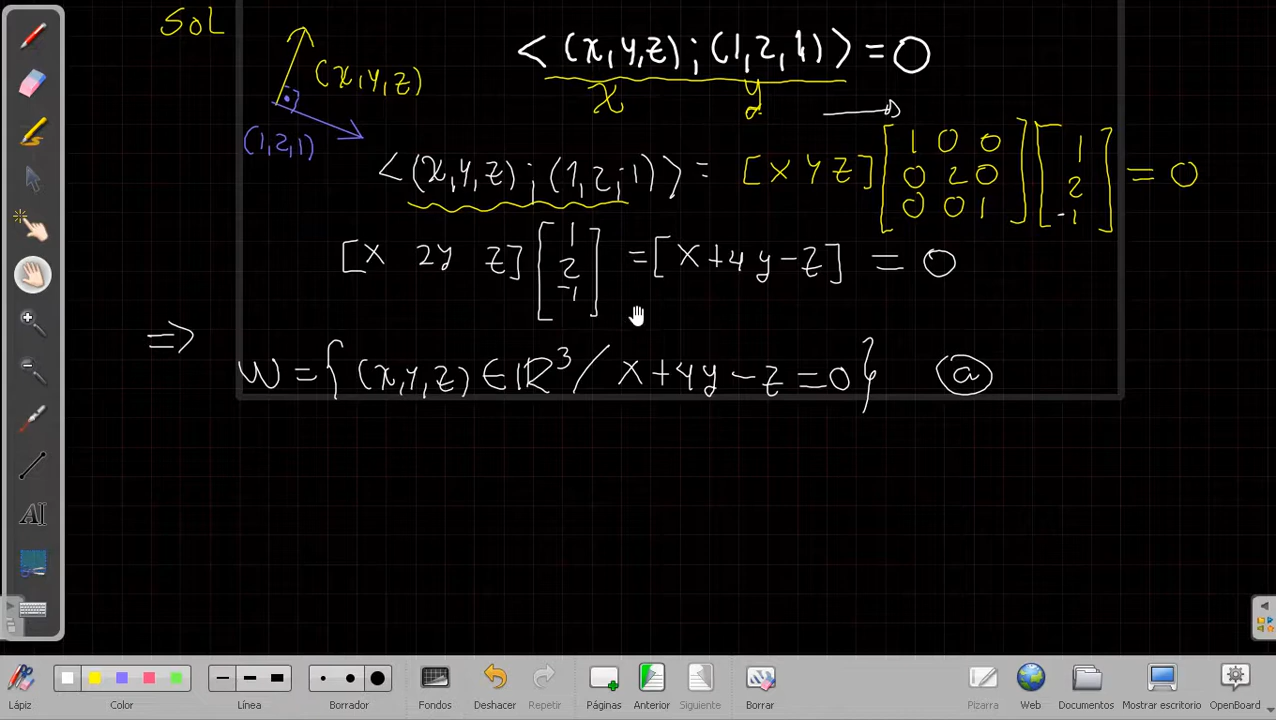 SOL
<(x,y,z);(1,2,1)>=0
x y
(x,y,z)
(1,2,1)
<(x,y,z);(1,2,-1)>= [x y z] [1 0 0 / 0 2 0 / 0 0 1] [1 / 2 / -1] = 0
[x 2y z] [1 / 2 / -1] =[x+4y-z] = 0
=>
W={(x,y,z)∈ℝ³/ x+4y-z=0} (a)
AI
Lápiz
Color
Línea
Borrador
Fondos
Deshacer
Repetir
Páginas
Anterior
Siguiente
Borrar
Pizarra
Web
Documentos
Escritorio
OpenBoard